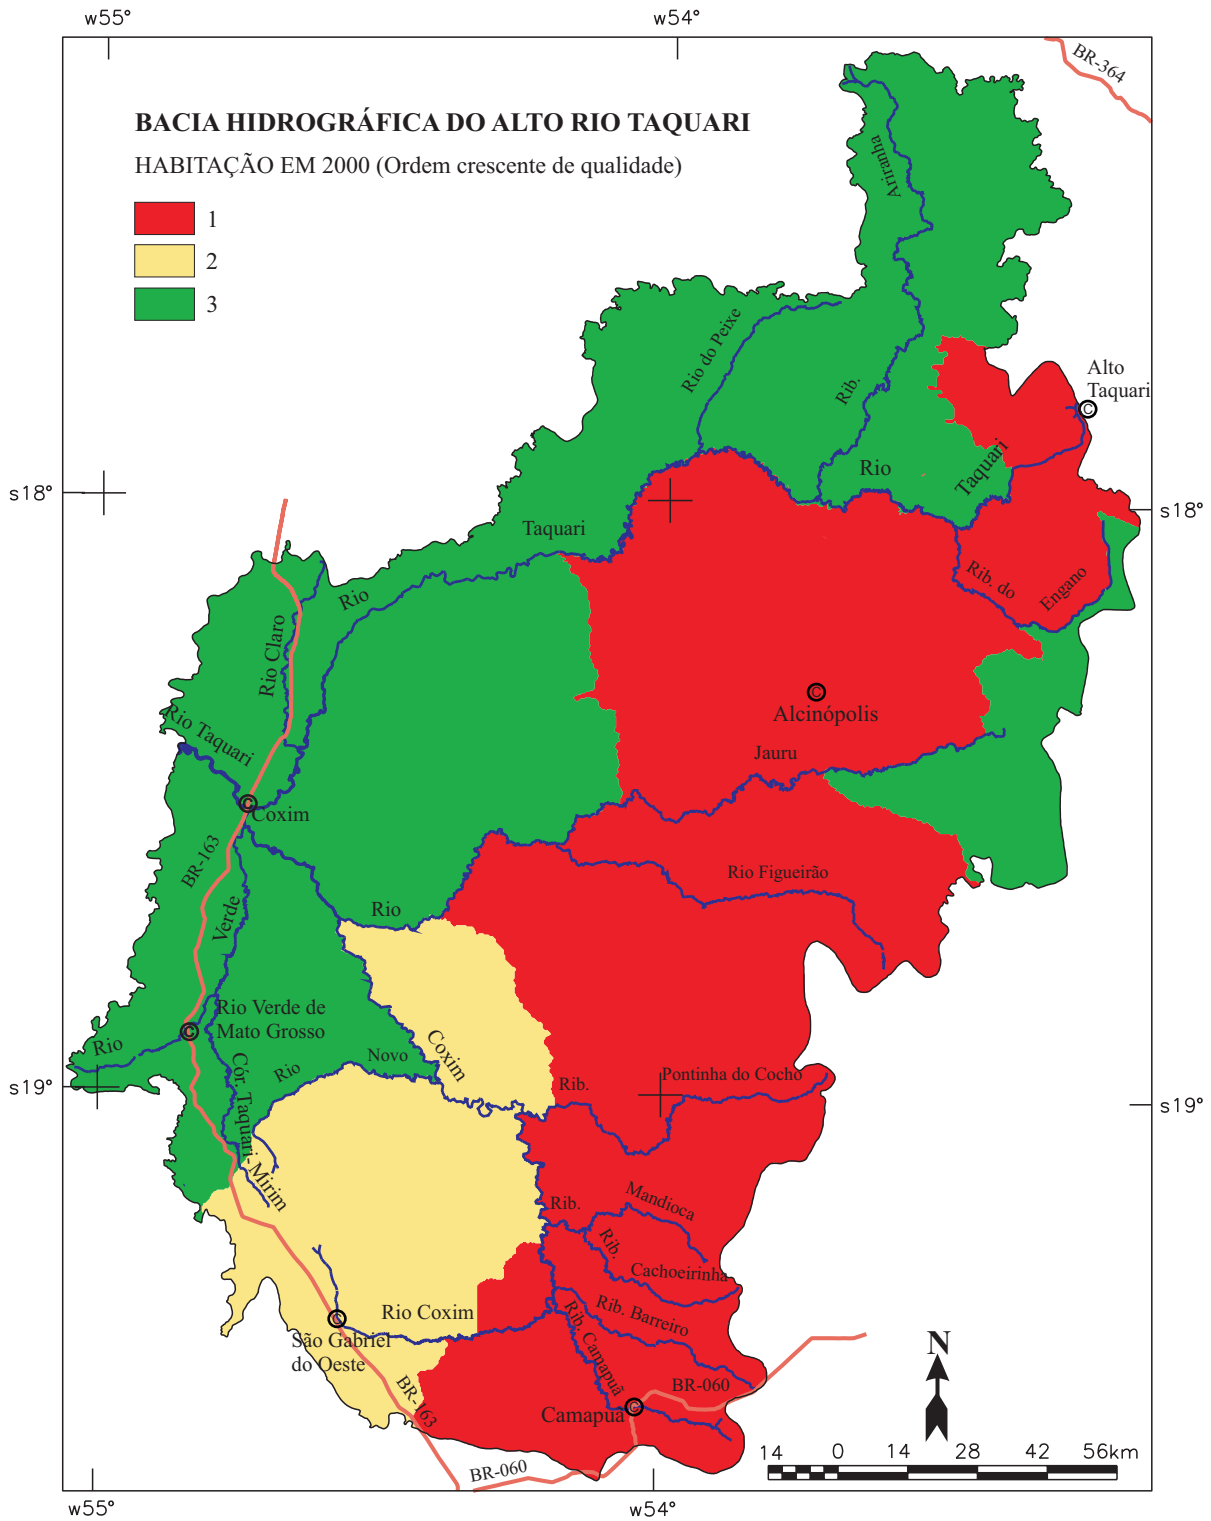 w55°
w54°
BR-364
BACIA HIDROGRÁFICA DO ALTO RIO TAQUARI
HABITAÇÃO EM 2000 (Ordem crescente de qualidade)
1
2
3
Ariranha
Rio do Peixe
Rib.
Alto
Taquari
Rio
Taquari
s18°
s18°
Taquari
Rio
Rib. do
Engano
Rio Claro
Rio Taquari
Alcinópolis
Jauru
Coxim
BR-163
Rio Figueirão
Verde
Rio
Rio Verde de
Mato Grosso
Rio
Coxim
Novo
Rio
Cór. Taquari-Mirim
Rib.
Pontinha do Cocho
s19°
s19°
Rib.
Mandioca
Rib.
Cachoeirinha
Rio Coxim
Rib. Barreiro
Rib. Camapuã
São Gabriel
do Oeste
BR-163
BR-060
Camapuã
BR-060
N
14 0 14 28 42 56km
w55°
w54°